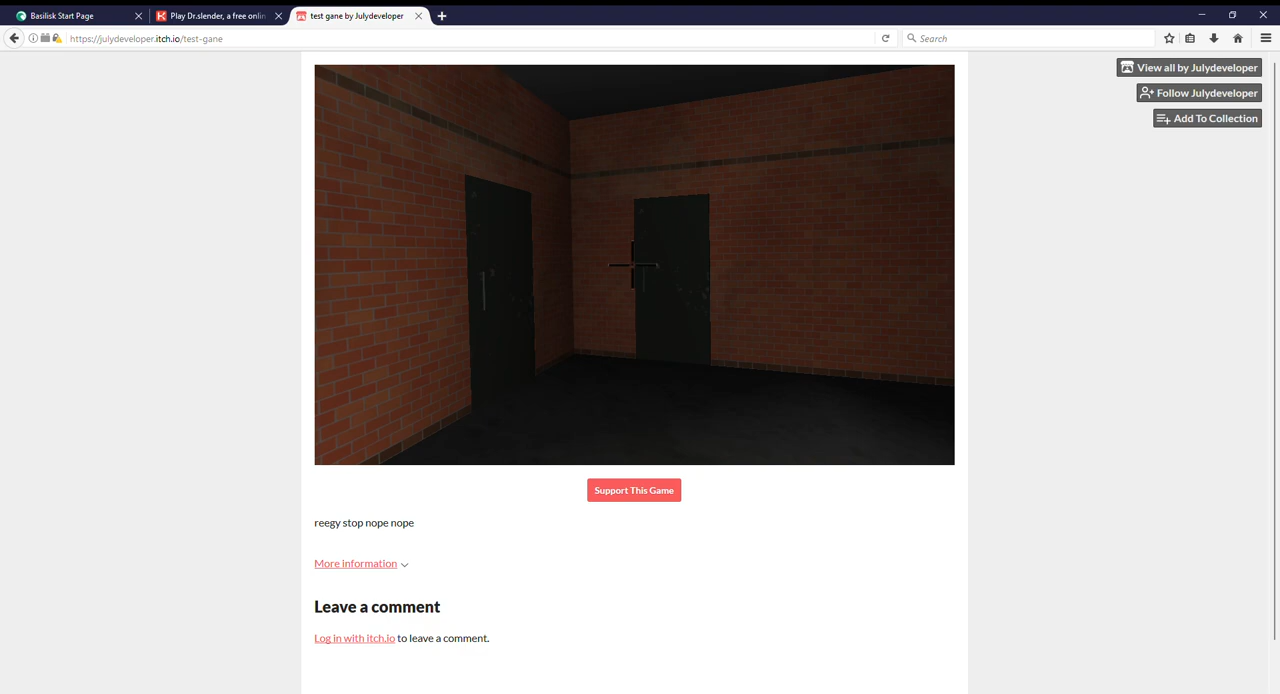 Basilisk Start Page
Play Dr.slender, a free onlin
test gane by Julydeveloper
https://julydeveloper.itch.io/test-gane
Search
View all by Julydeveloper
Follow Julydeveloper
Add To Collection
Support This Game
reegy stop nope nope
More information
Leave a comment
Log in with itch.io to leave a comment.